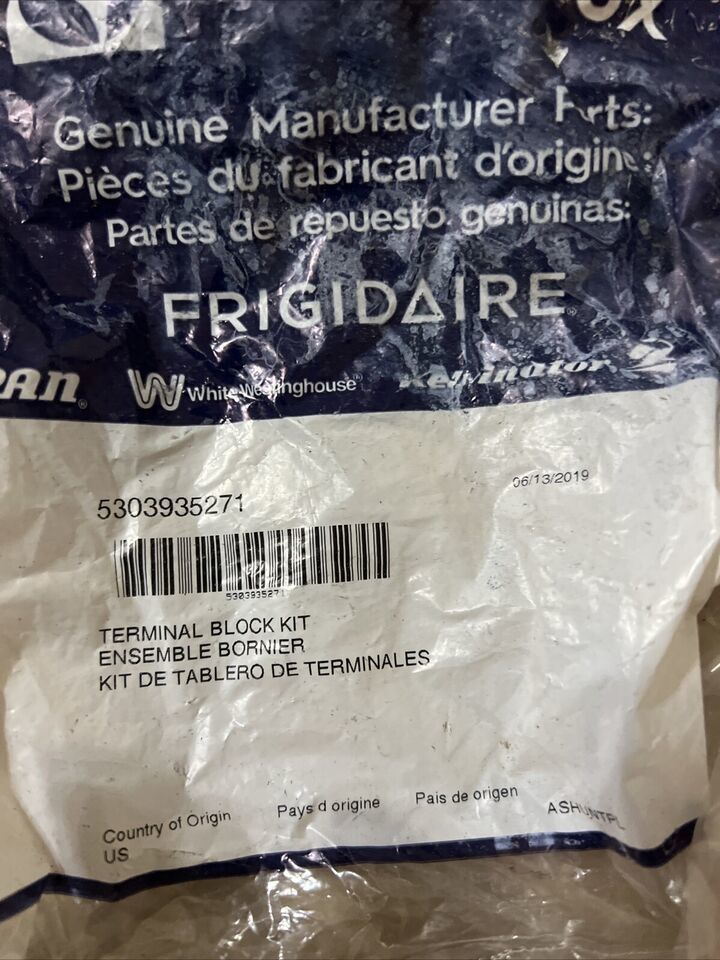 Genuine Manufacturer Parts:
Pièces du fabricant d'origine:
Partes de repuesto genuinas:
FRIGIDAIRE
White-Westinghouse Kelvinator
5303935271 06/13/2019
5303935271
TERMINAL BLOCK KIT
ENSEMBLE BORNIER
KIT DE TABLERO DE TERMINALES
Country of Origin Pays d origine Pais de origen ASHUNTPL
US